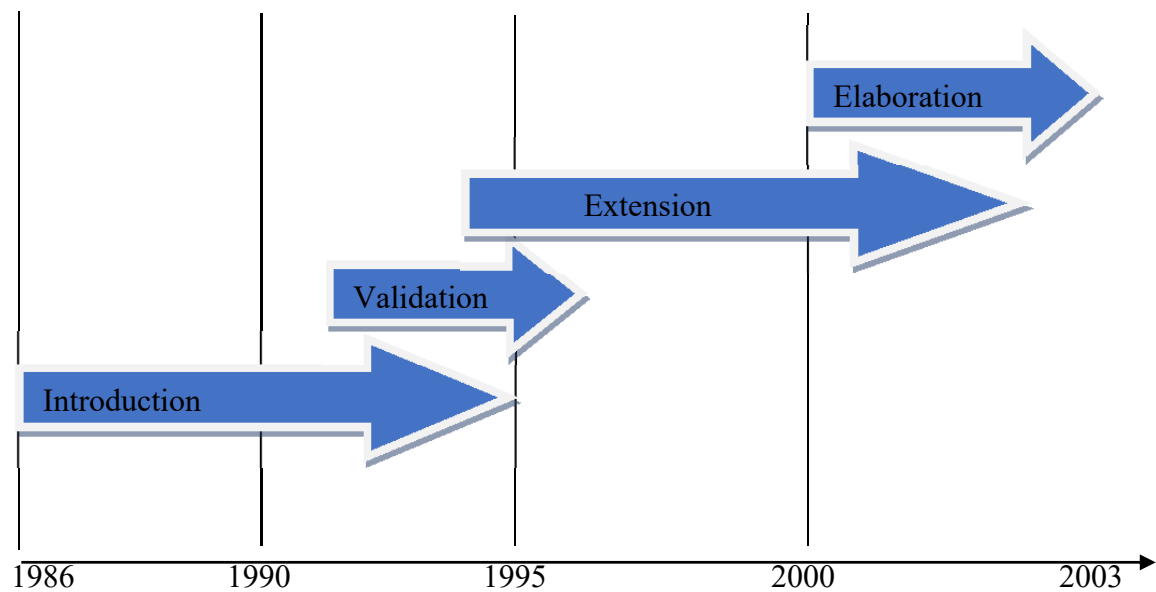 Elaboration
Extension
Validation
Introduction
1986 1990 1995 2000 2003